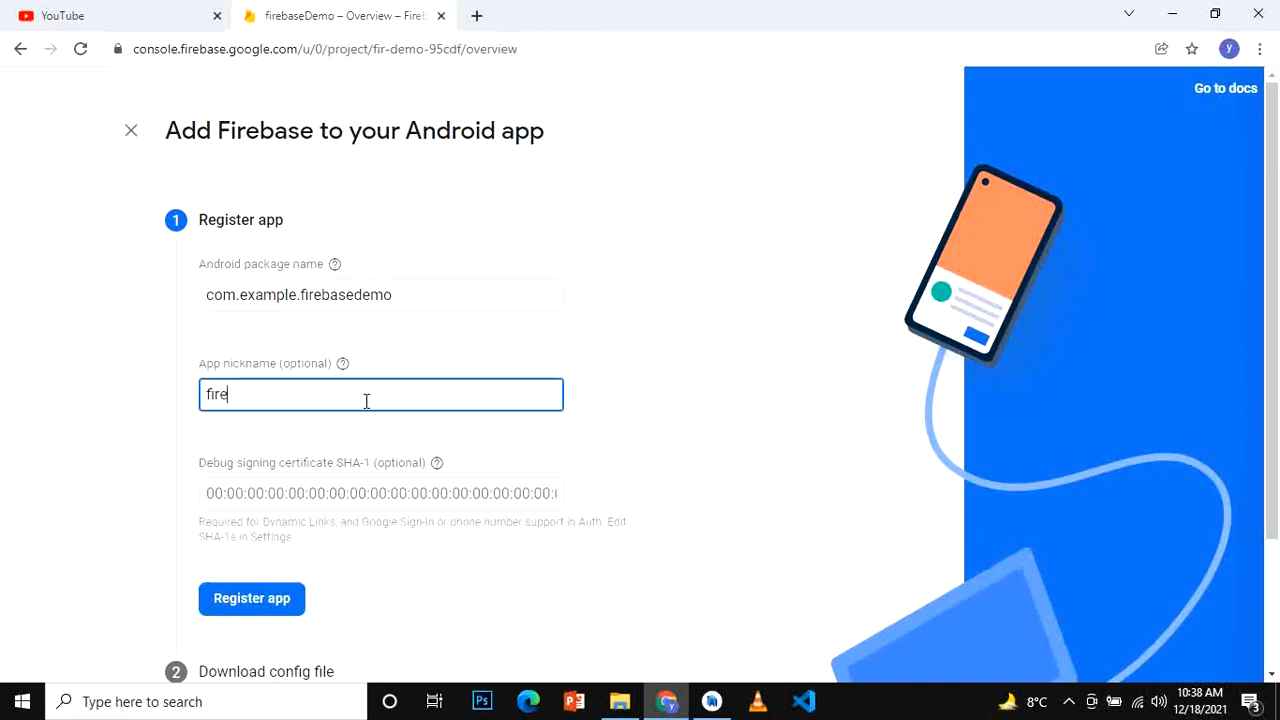 YouTube
firebaseDemo – Overview – Fire
console.firebase.google.com/u/0/project/fir-demo-95cdf/overview
y
Go to docs
Add Firebase to your Android app
1 Register app
Android package name ?
com.example.firebasedemo
App nickname (optional) ?
fire
Debug signing certificate SHA-1 (optional) ?
00:00:00:00:00:00:00:00:00:00:00:00:00:00:00:00:00:
Required for Dynamic Links, and Google Sign-In or phone number support in Auth. Edit
SHA-1s in Settings.
Register app
2 Download config file
Type here to search
Ps
8°C
10:38 AM
12/18/2021
3